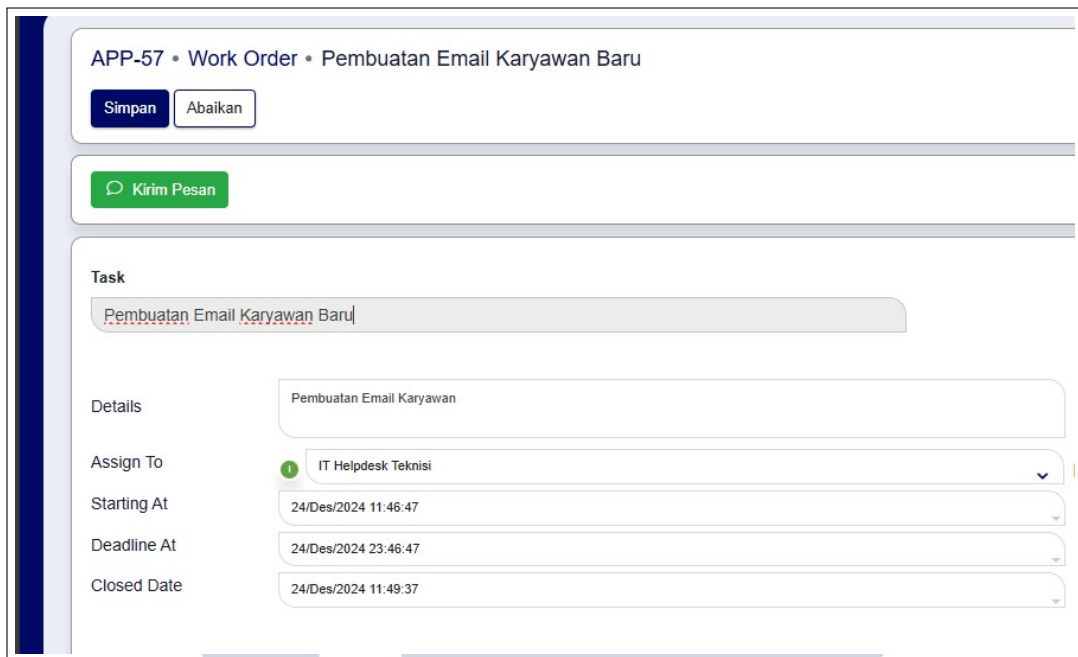 APP-57 • Work Order • Pembuatan Email Karyawan Baru
Simpan Abaikan
Kirim Pesan
Task
Pembuatan Email Karyawan Baru
Details Pembuatan Email Karyawan
Assign To I IT Helpdesk Teknisi
Starting At 24/Des/2024 11:46:47
Deadline At 24/Des/2024 23:46:47
Closed Date 24/Des/2024 11:49:37